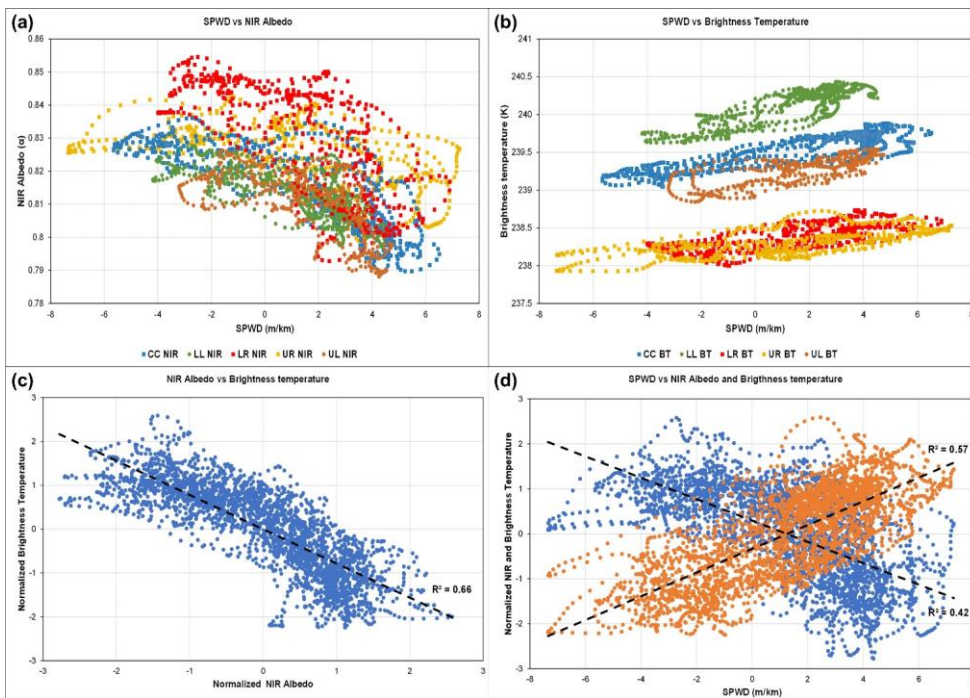 (a)
SPWD vs NIR Albedo
NIR Albedo (α)
0.86
0.85
0.84
0.83
0.82
0.81
0.8
0.79
0.78
-8 -6 -4 -2 0 2 4 6 8
SPWD (m/km)
CC NIR LL NIR LR NIR UR NIR UL NIR
(b)
SPWD vs Brightness Temperature
Brightness temperature (K)
241
240.5
240
239.5
239
238.5
238
237.5
-8 -6 -4 -2 0 2 4 6 8
SPWD (m/km)
CC BT LL BT LR BT UR BT UL BT
(c)
NIR Albedo vs Brightness temperature
Normalized Brightness Temperature
3
2
1
0
-1
-2
-3
R² = 0.66
-3 -2 -1 0 1 2 3
Normalized NIR Albedo
(d)
SPWD vs NIR Albedo and Brigthness temperature
Normalized NIR and Brightness Temperature
3
2
1
0
-1
-2
-3
R² = 0.57
R² = 0.42
-8 -6 -4 -2 0 2 4 6 8
SPWD (m/km)